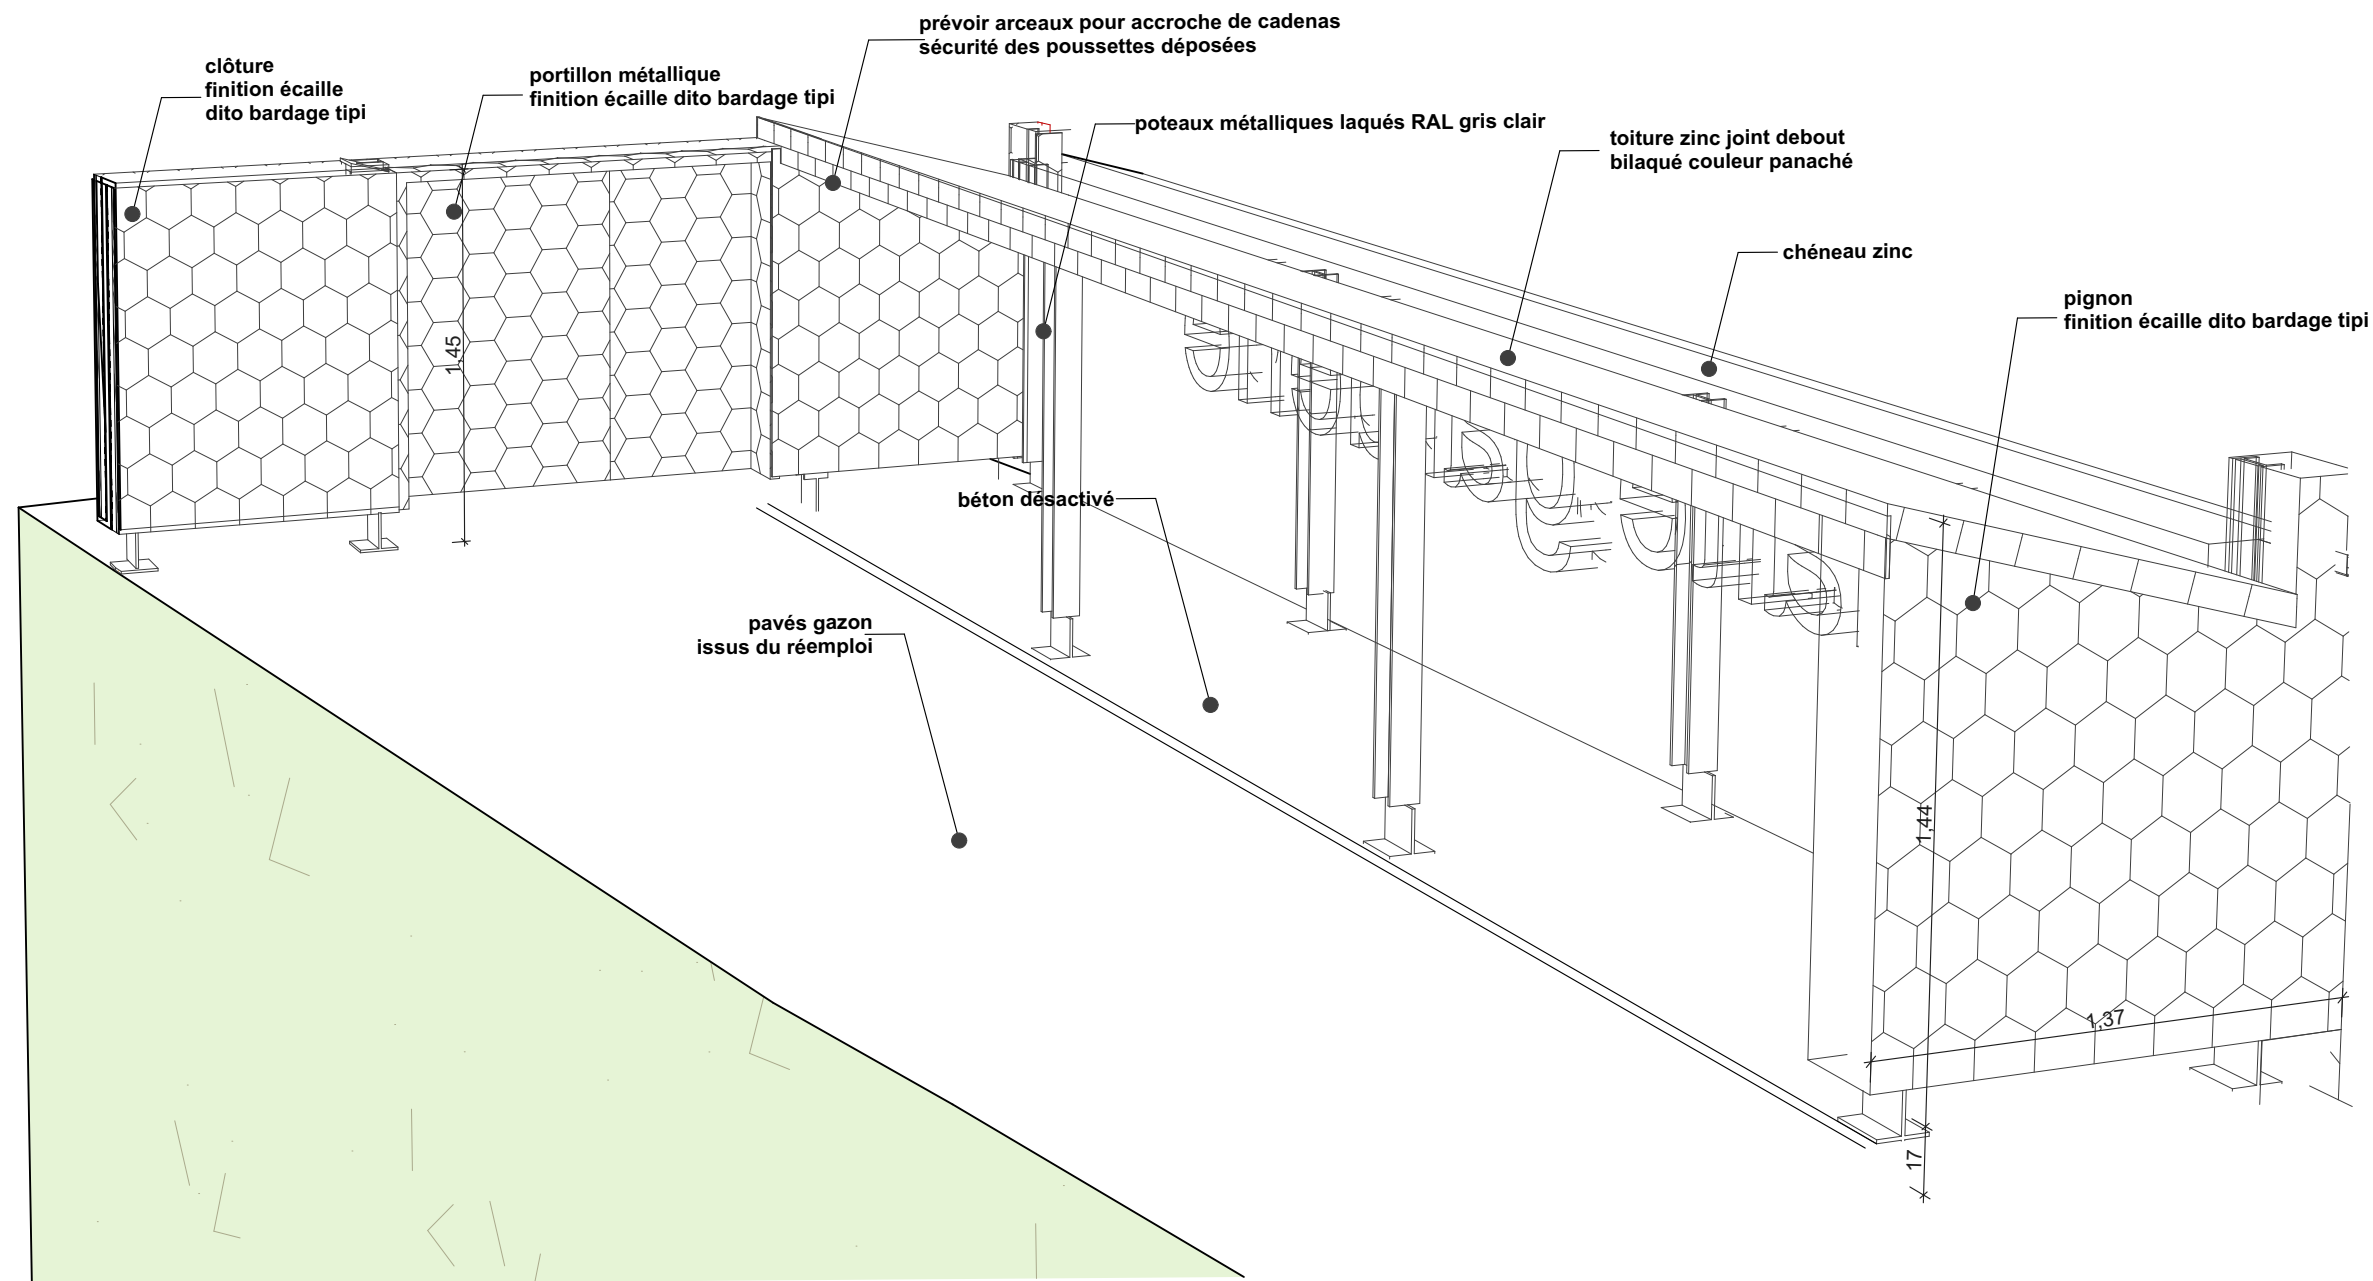 prévoir arceaux pour accroche de cadenas
sécurité des poussettes déposées
clôture
finition écaille
dito bardage tipi
portillon métallique
finition écaille dito bardage tipi
poteaux métalliques laqués RAL gris clair
toiture zinc joint debout
bilaqué couleur panaché
chéneau zinc
pignon
finition écaille dito bardage tipi
1,45
béton désactivé
pavés gazon
issus du réemploi
1,44
1,37
17